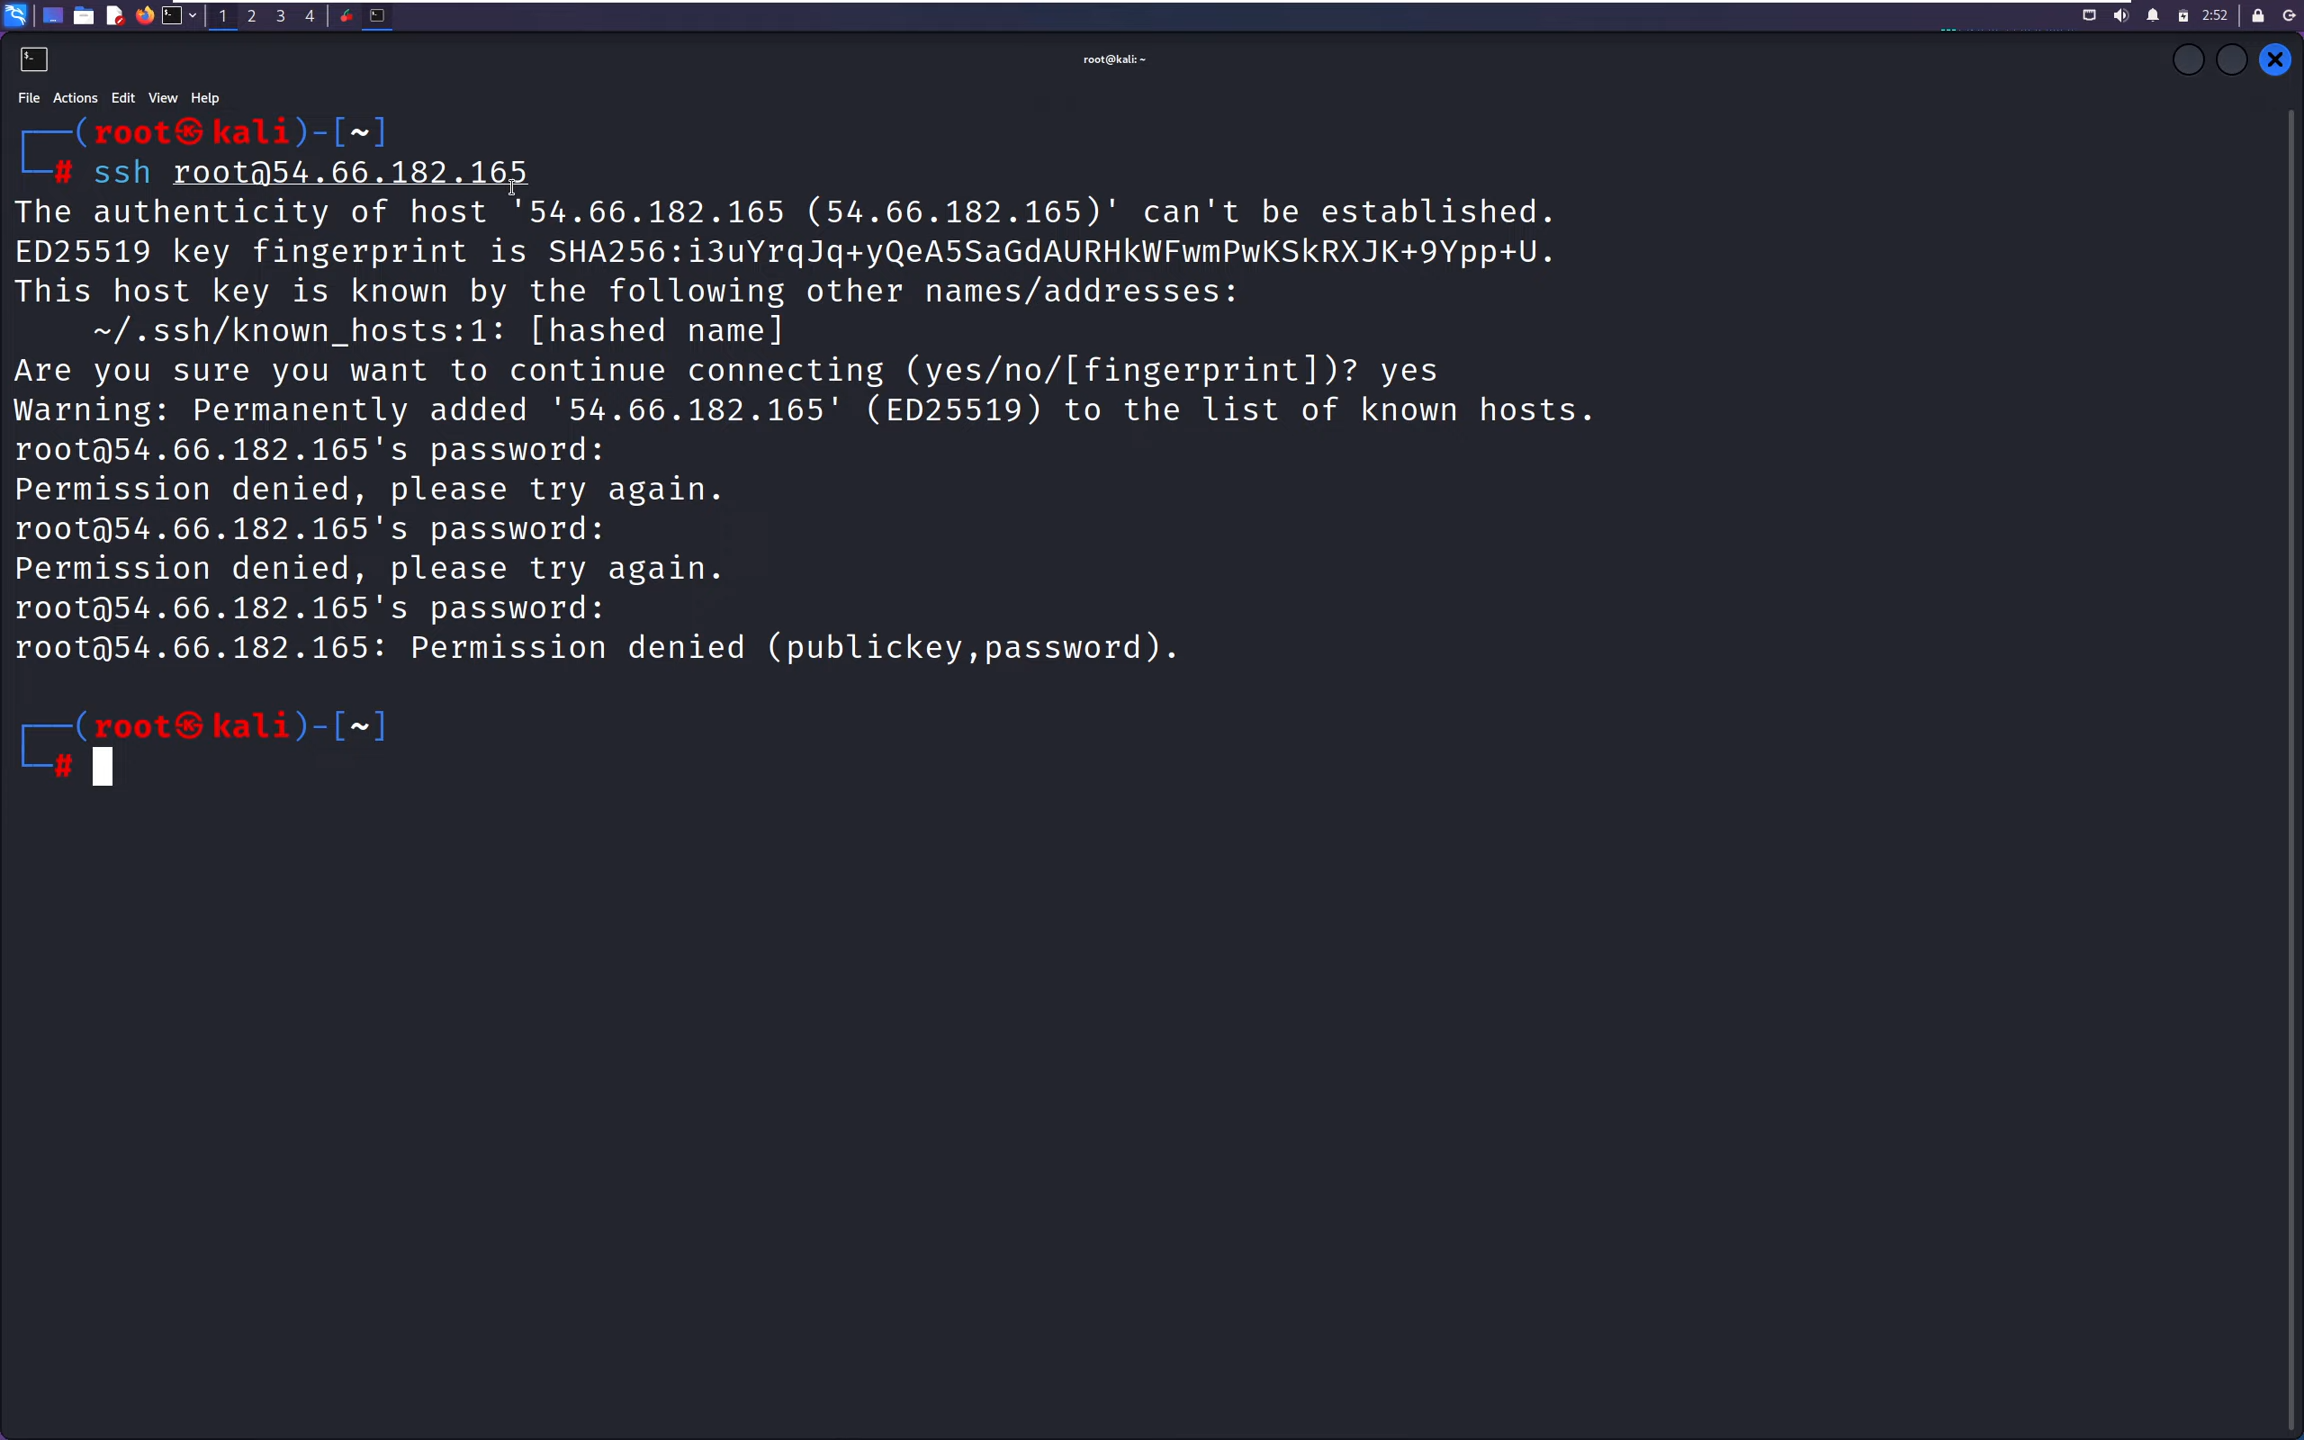 1 2 3 4 2:52
root@kali: ~
File Actions Edit View Help
┌──(root㉿kali)-[~]
└─# ssh root@54.66.182.165
The authenticity of host '54.66.182.165 (54.66.182.165)' can't be established.
ED25519 key fingerprint is SHA256:i3uYrqJq+yQeA5SaGdAURHkWFwmPwKSkRXJK+9Ypp+U.
This host key is known by the following other names/addresses:
    ~/.ssh/known_hosts:1: [hashed name]
Are you sure you want to continue connecting (yes/no/[fingerprint])? yes
Warning: Permanently added '54.66.182.165' (ED25519) to the list of known hosts.
root@54.66.182.165's password:
Permission denied, please try again.
root@54.66.182.165's password:
Permission denied, please try again.
root@54.66.182.165's password:
root@54.66.182.165: Permission denied (publickey,password).
┌──(root㉿kali)-[~]
└─#